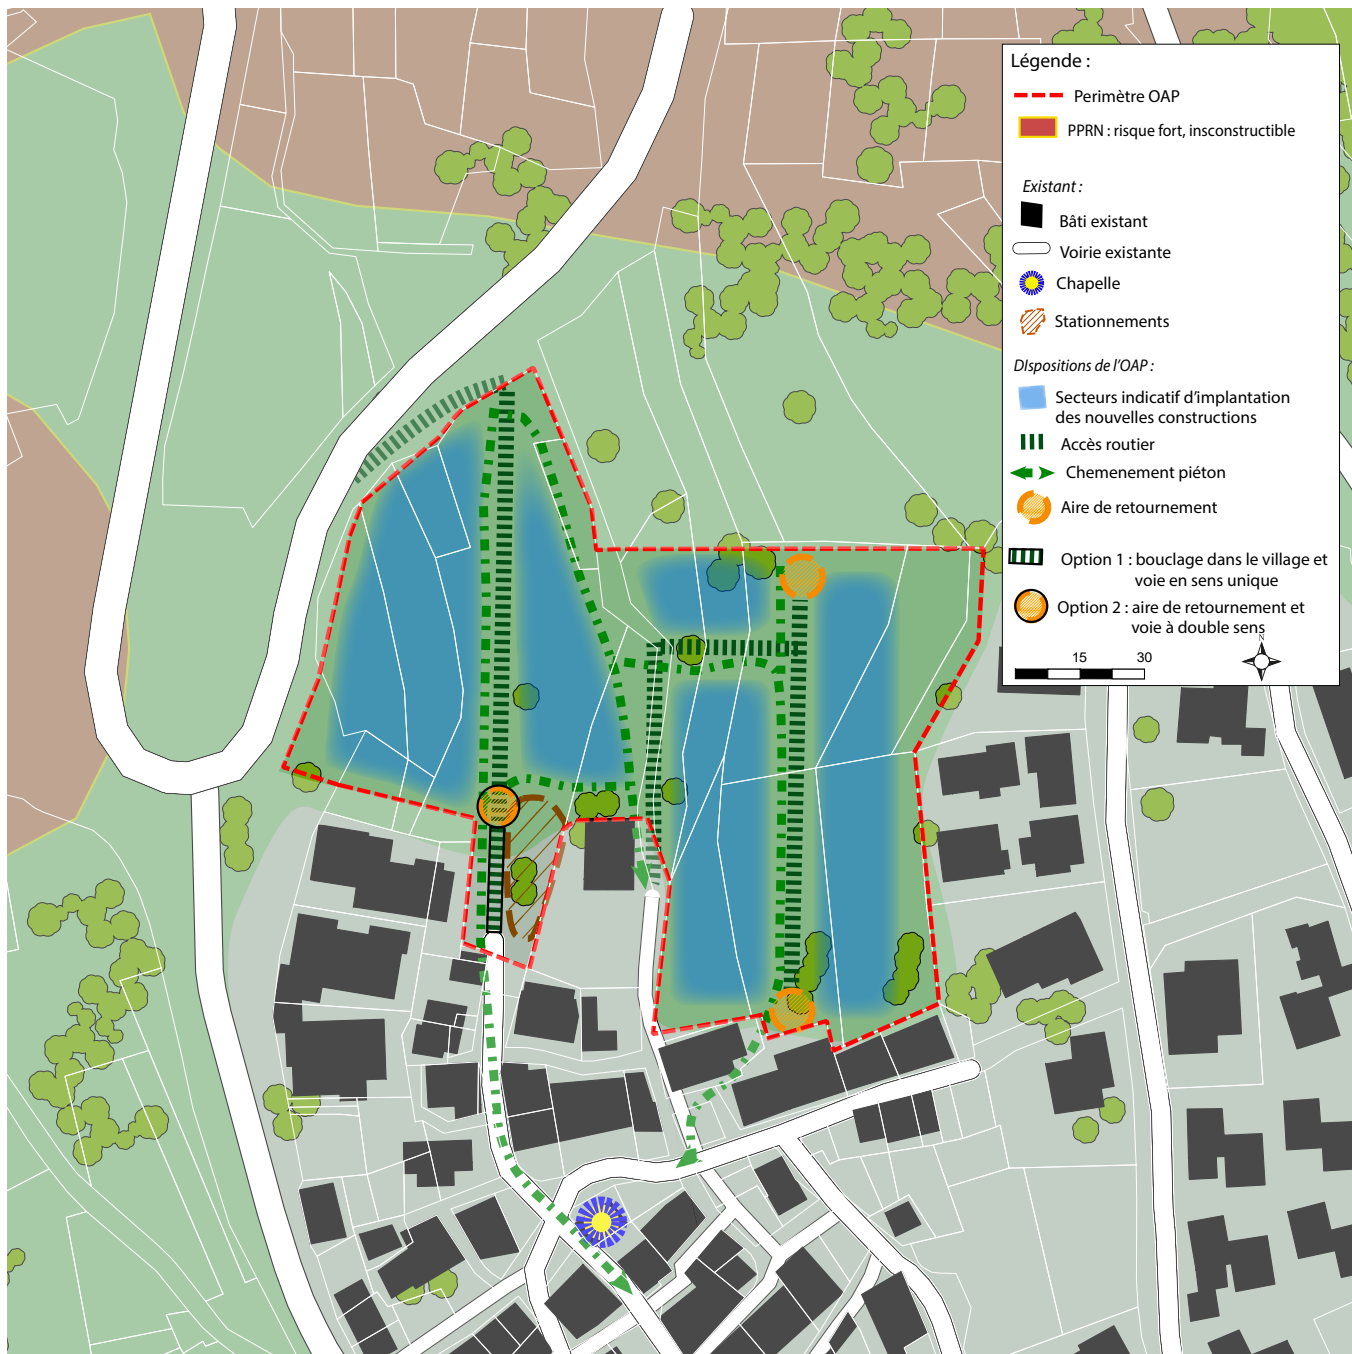 Légende :
Perimètre OAP
PPRN : risque fort, insconstructible
Existant :
Bâti existant
Voirie existante
Chapelle
Stationnements
DIspositions de l'OAP :
Secteurs indicatif d'implantation
des nouvelles constructions
Accès routier
Chemenement piéton
Aire de retournement
Option 1 : bouclage dans le village et
voie en sens unique
Option 2 : aire de retournement et
voie à double sens
N
15 30